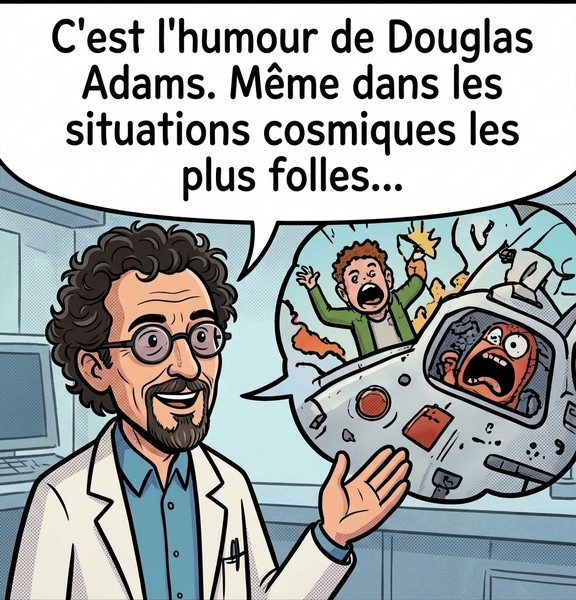 C'est l'humour de Douglas
Adams. Même dans les
situations cosmiques les
plus folles...